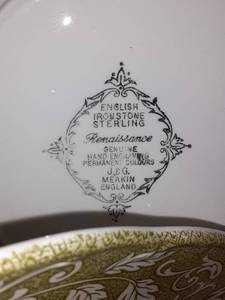 ENGLISH
IRONSTONE
STERLING
Renaissance
GENUINE
HAND ENGRAVING
PERMANENT COLOURS
J&G.
MEAKIN
ENGLAND